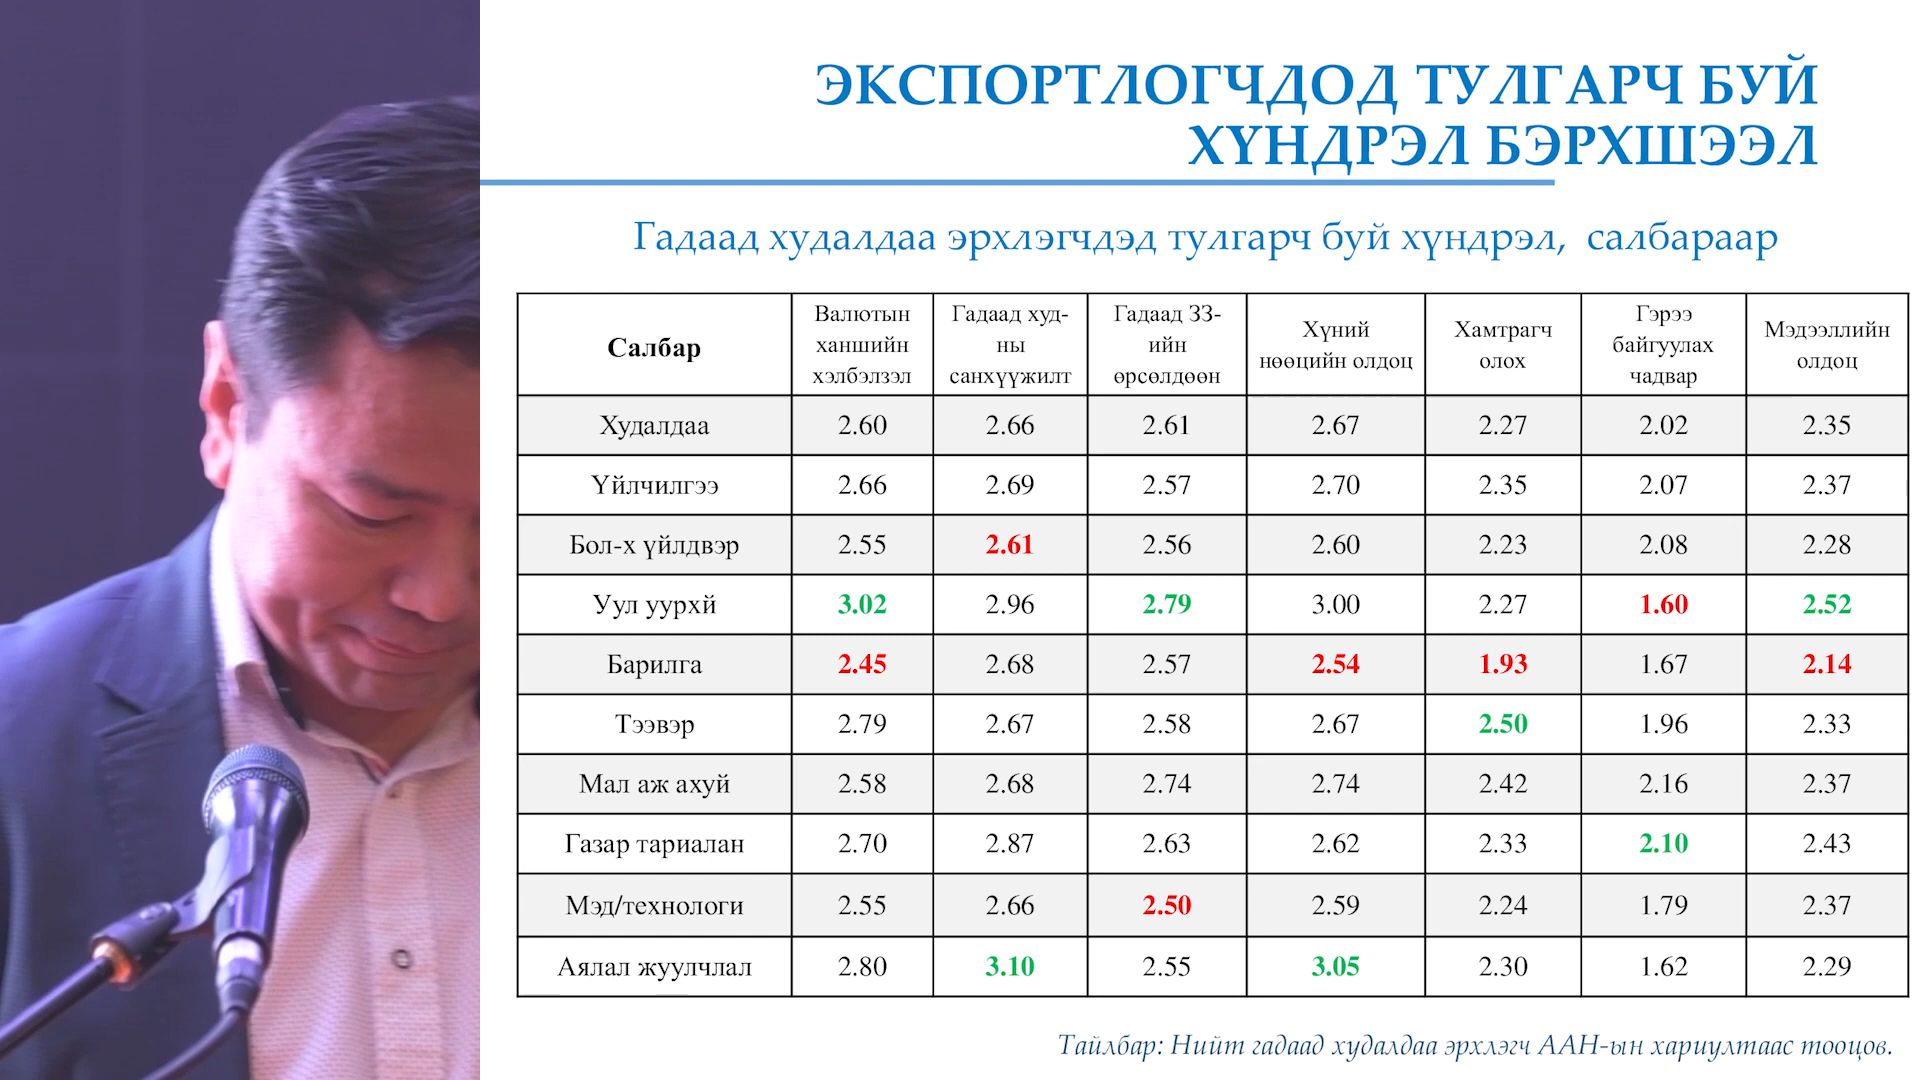 ЭКСПОРТЛОГЧДОД ТУЛГАРЧ БУЙ
ХҮНДРЭЛ БЭРХШЭЭЛ
Гадаад худалдаа эрхлэгчдэд тулгарч буй хүндрэл, салбараар
Салбар
Валютын
ханшийн
хэлбэлзэл
Гадаад худ-
ны
санхүүжилт
Гадаад ЗЗ-
ийн
өрсөлдөөн
Хүний
нөөцийн олдоц
Хамтрагч
олох
Гэрээ
байгуулах
чадвар
Мэдээллийн
олдоц
Худалдаа 2.60 2.66 2.61 2.67 2.27 2.02 2.35
Үйлчилгээ 2.66 2.69 2.57 2.70 2.35 2.07 2.37
Бол-х үйлдвэр 2.55 2.61 2.56 2.60 2.23 2.08 2.28
Уул уурхй 3.02 2.96 2.79 3.00 2.27 1.60 2.52
Барилга 2.45 2.68 2.57 2.54 1.93 1.67 2.14
Тээвэр 2.79 2.67 2.58 2.67 2.50 1.96 2.33
Мал аж ахуй 2.58 2.68 2.74 2.74 2.42 2.16 2.37
Газар тариалан 2.70 2.87 2.63 2.62 2.33 2.10 2.43
Мэд/технологи 2.55 2.66 2.50 2.59 2.24 1.79 2.37
Аялал жуулчлал 2.80 3.10 2.55 3.05 2.30 1.62 2.29
Тайлбар: Нийт гадаад худалдаа эрхлэгч ААН-ын хариултаас тооцов.